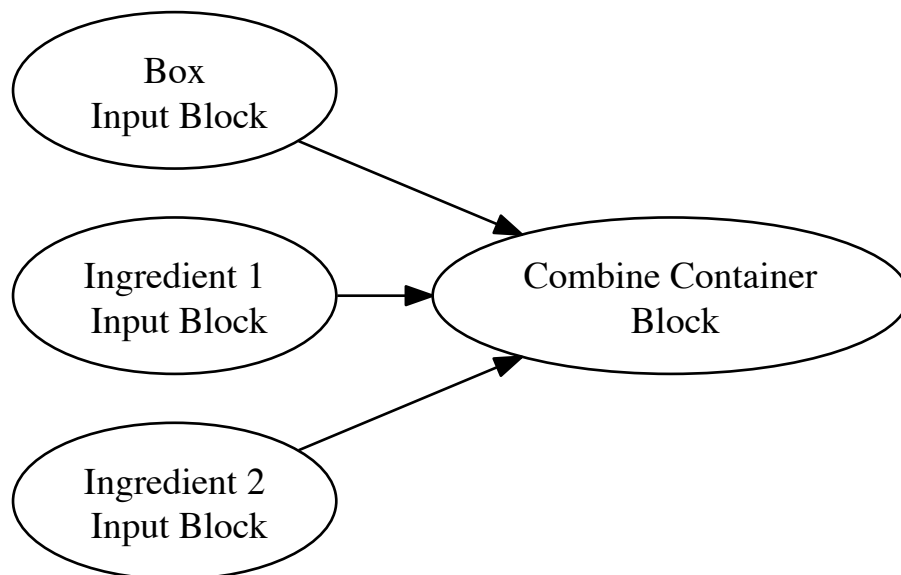 Box
Input Block
Ingredient 1
Input Block
Combine Container
Block
Ingredient 2
Input Block